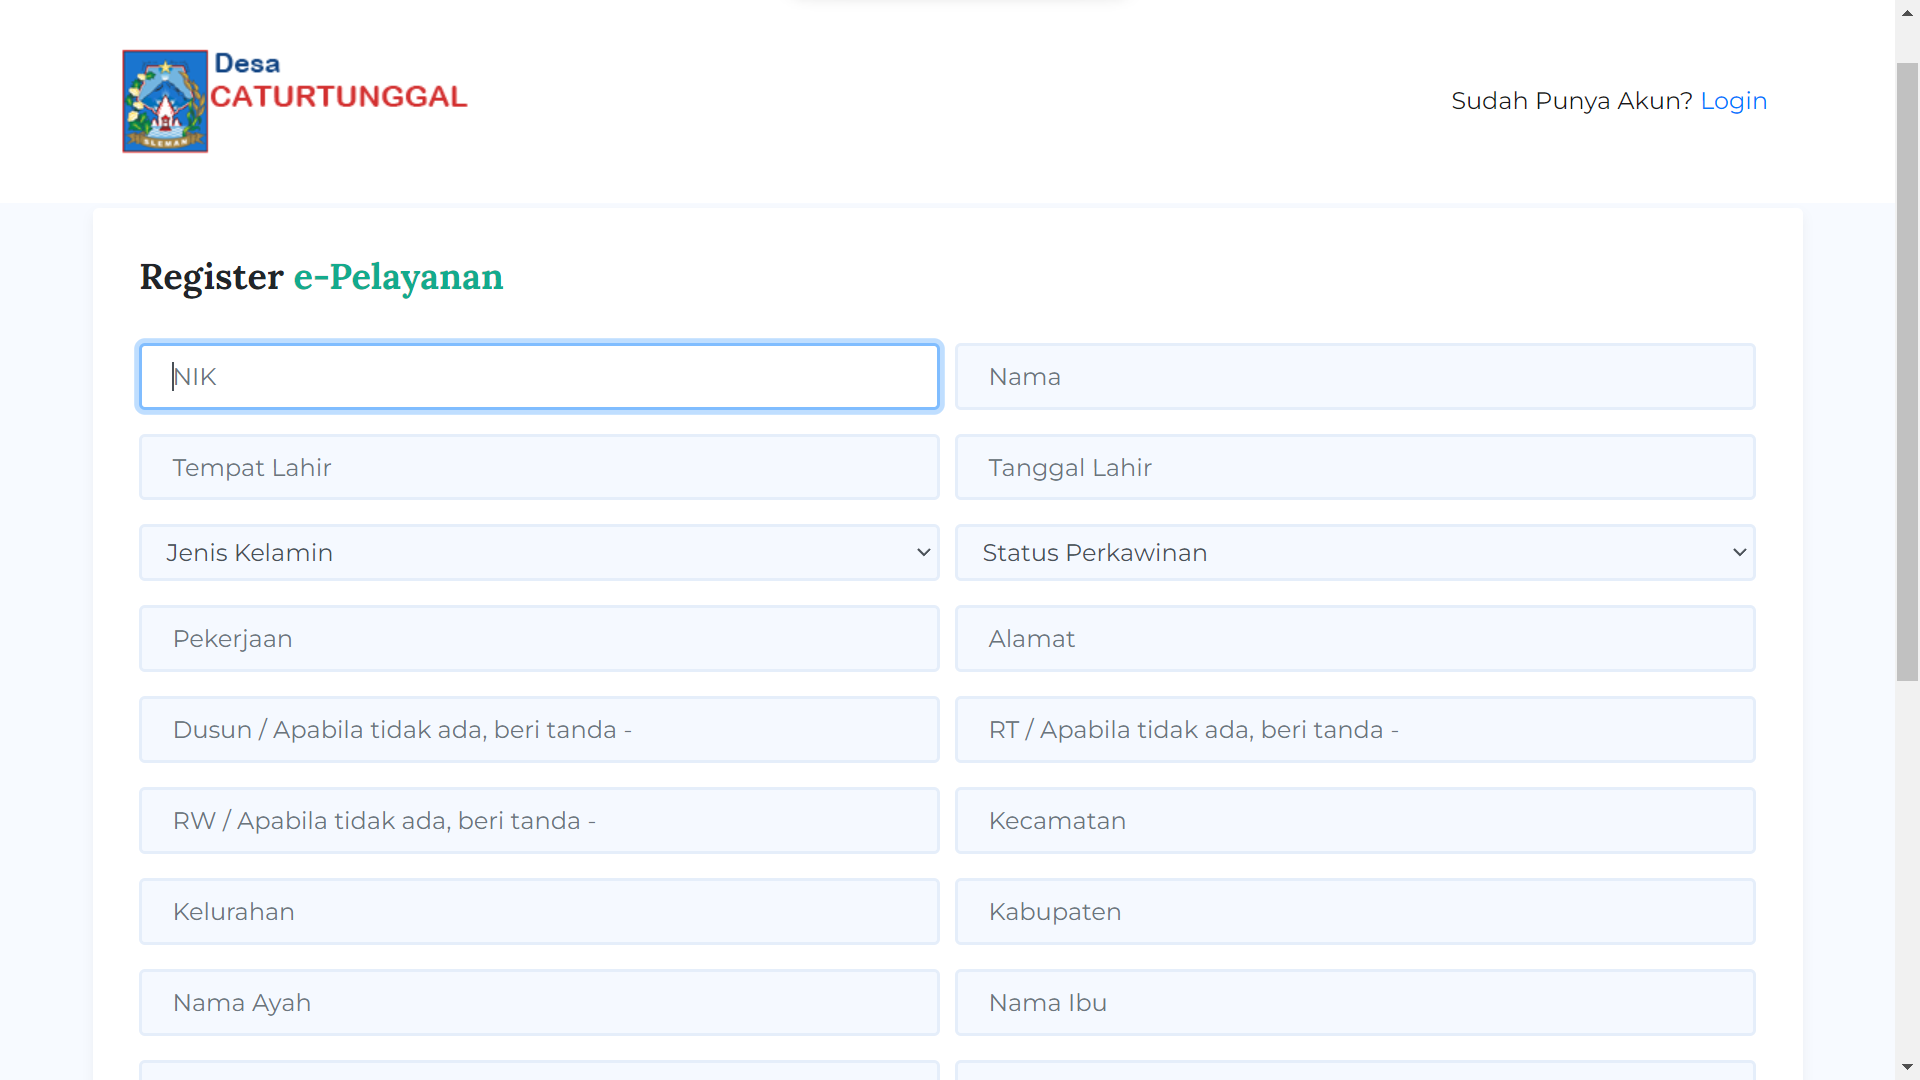 Desa
CATURTUNGGAL
SLEMAN
Sudah Punya Akun? Login
Register e-Pelayanan
NIK
Nama
Tempat Lahir
Tanggal Lahir
Jenis Kelamin
Status Perkawinan
Pekerjaan
Alamat
Dusun / Apabila tidak ada, beri tanda -
RT / Apabila tidak ada, beri tanda -
RW / Apabila tidak ada, beri tanda -
Kecamatan
Kelurahan
Kabupaten
Nama Ayah
Nama Ibu